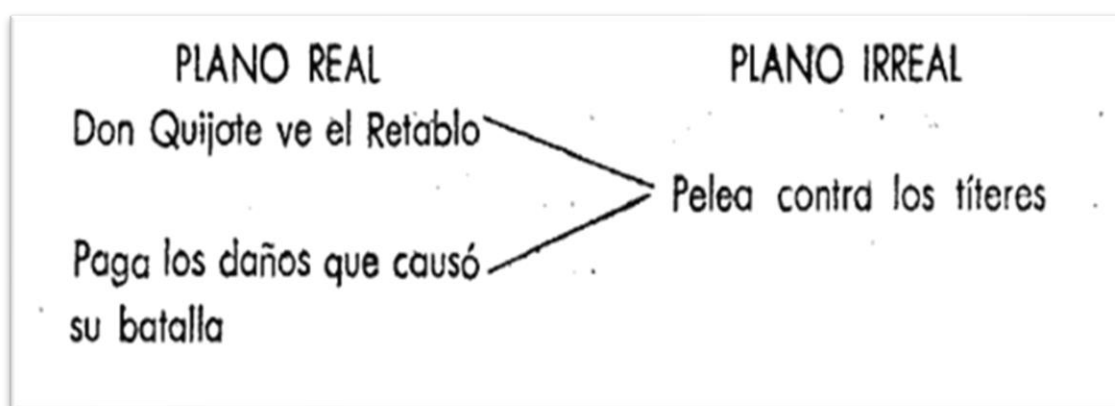 PLANO REAL
PLANO IRREAL
Don Quijote ve el Retablo
Pelea contra los títeres
Paga los daños que causó
su batalla